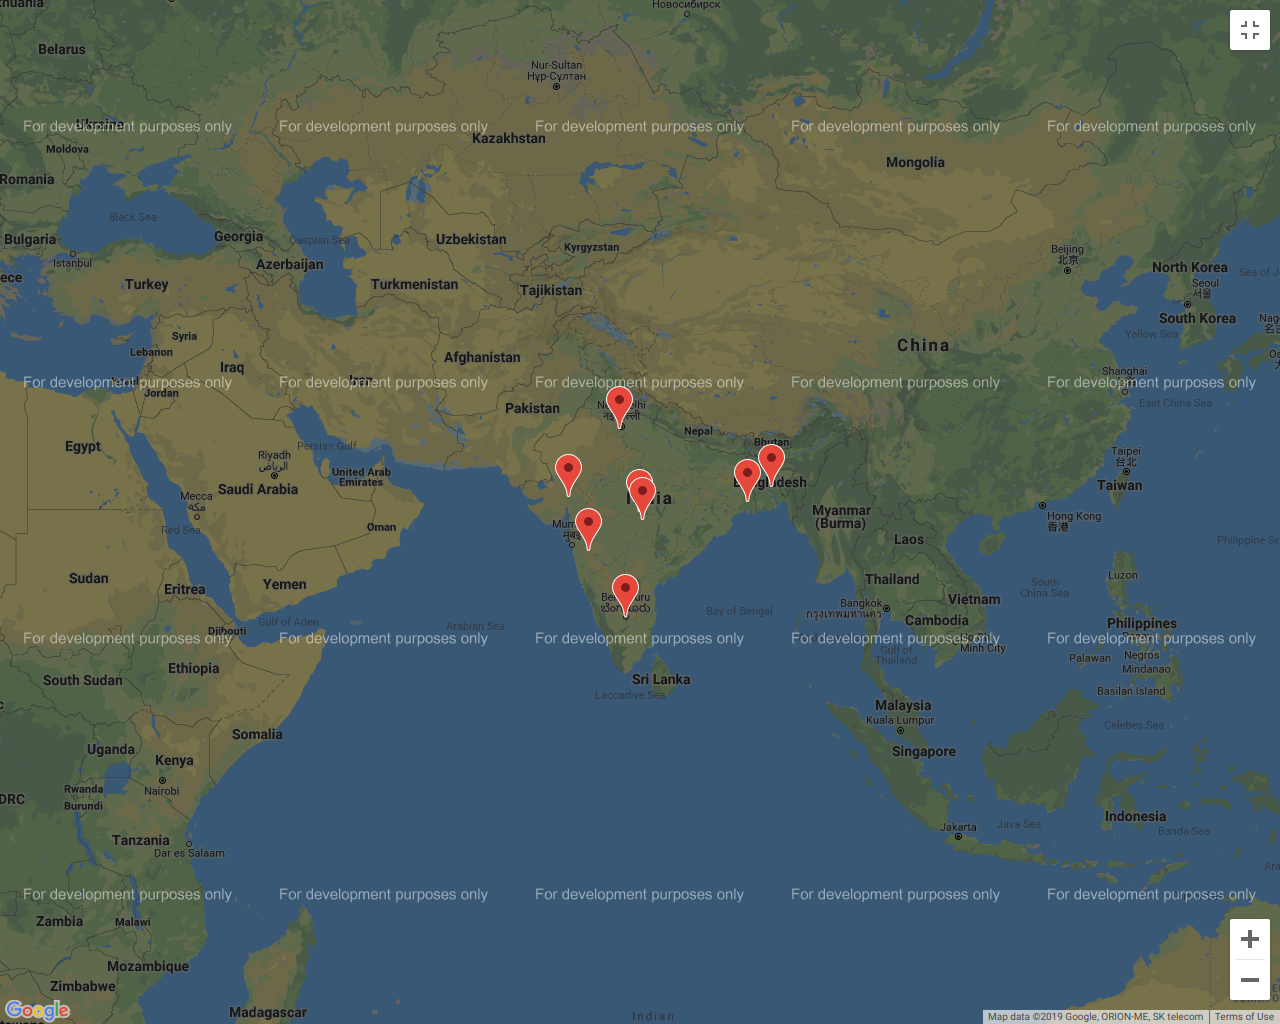 Новосибирск
Belarus
Nur-Sultan
Нұр-Сұлтан
For development purposes only
For development purposes only
For development purposes only
For development purposes only
For development purposes only
Ukraine
Kazakhstan
Moldova
Mongolia
Romania
Black Sea
Bulgaria
Georgia
Caspian Sea
Uzbekistan
Kyrgyzstan
Beijing
北京
Istanbul
Azerbaijan
North Korea
Sea of J
ece
Turkey
Turkmenistan
Tajikistan
Seoul
서울
South Korea
Yellow Sea
Syria
Lebanon
Afghanistan
China
Iraq
Iran
Shanghai
For development purposes only
For development purposes only
For development purposes only
For development purposes only
For development purposes only
Jordan
Pakistan
East China Sea
Nepal
Bhutan
Egypt
Persian Gulf
Riyadh
الرياض
United Arab
Emirates
Taipei
台北
Saudi Arabia
Bangladesh
Taiwan
Mecca
مكة
India
Myanmar
(Burma)
Hong Kong
香港
Red Sea
Oman
Laos
Philippine Se
Sudan
Eritrea
Yemen
Thailand
Luzon
South
China Sea
Vietnam
Bangkok
กรุงเทพมหานคร
Gulf of Aden
Djibouti
Arabian Sea
Bay of Bengal
Cambodia
Philippines
For development purposes only
For development purposes only
For development purposes only
For development purposes only
For development purposes only
Minh City
Gulf of
Thailand
Palawan
Negros
Mindanao
Ethiopia
South Sudan
Sri Lanka
Laccadive Sea
Basilan Island
Malaysia
Kuala Lumpur
Celebes Sea
Somalia
Uganda
Singapore
Kenya
Nairobi
Rwanda
Burundi
DRC
Indonesia
Tanzania
Jakarta
Java Sea
Banda Sea
Dar es Salaam
For development purposes only
For development purposes only
For development purposes only
For development purposes only
For development purposes only
Zambia
Malawi
Mozambique
Zimbabwe
Madagascar
Google
Indian
Map data ©2019 Google, ORION-ME, SK telecom
Terms of Use